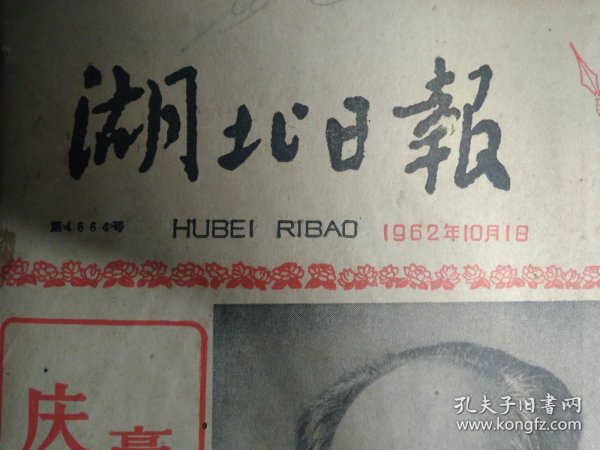 湖北日報
第4664号 HUBEI RIBAO 1962年10月1日
庆
孔夫子旧书网
www.kongfz.com